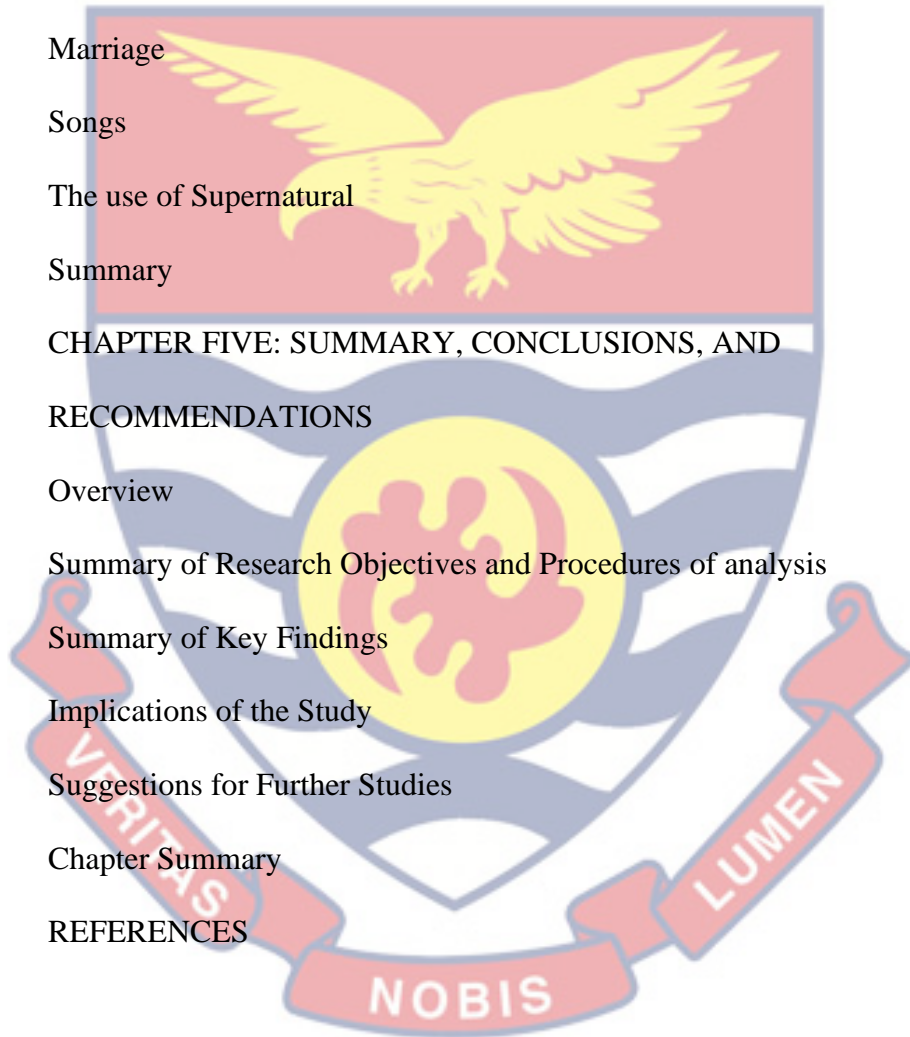 Marriage
Songs
The use of Supernatural
Summary
CHAPTER FIVE: SUMMARY, CONCLUSIONS, AND
RECOMMENDATIONS
Overview
Summary of Research Objectives and Procedures of analysis
Summary of Key Findings
Implications of the Study
Suggestions for Further Studies
Chapter Summary
REFERENCES
VERITAS
NOBIS
LUMEN